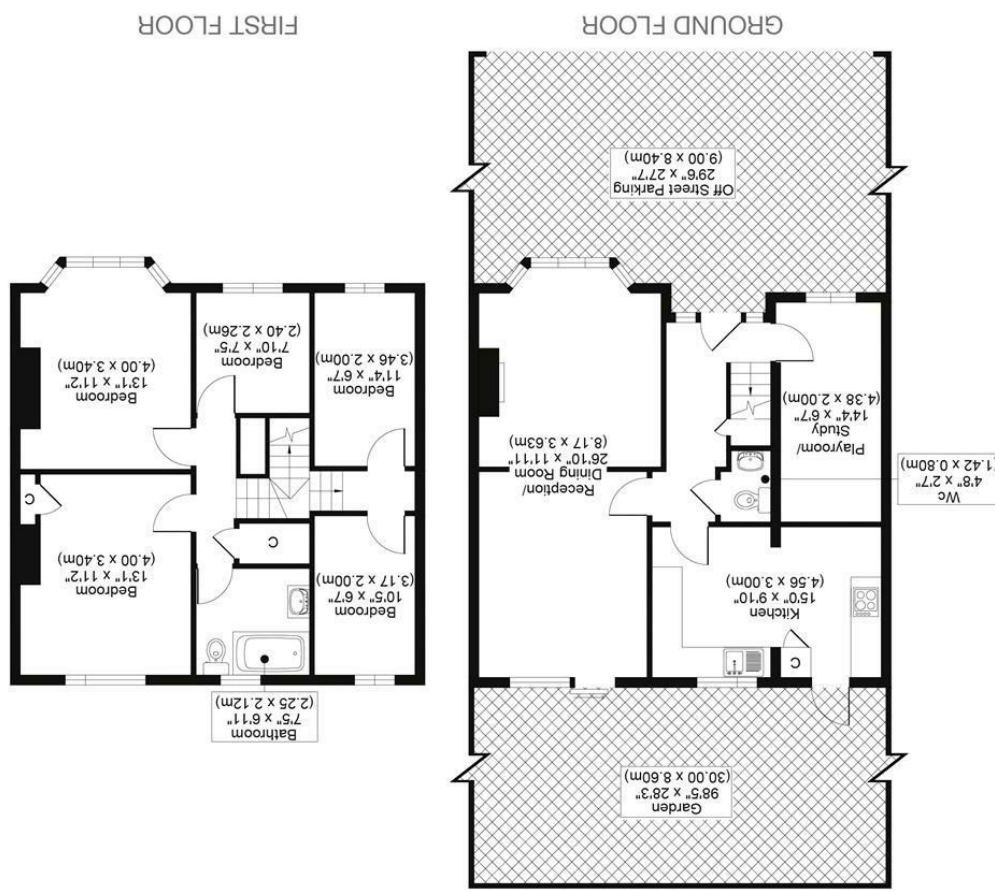 Garden
98'5" x 28'3"
(30.00 x 8.60m)
Kitchen
15'0" x 9'10"
(4.56 x 3.00m)
C
Wc
4'8" x 2'7"
(1.42 x 0.80m)
Playroom/
Study
14'4" x 6'7"
(4.38 x 2.00m)
Reception/
Dining Room
26'10" x 11'11"
(8.17 x 3.63m)
Off Street Parking
29'6" x 27'7"
(9.00 x 8.40m)
GROUND FLOOR
Bathroom
7'5" x 6'11"
(2.25 x 2.12m)
Bedroom
10'5" x 6'7"
(3.17 x 2.00m)
C
Bedroom
13'1" x 11'2"
(4.00 x 3.40m)
C
Bedroom
11'4" x 6'7"
(3.46 x 2.00m)
Bedroom
7'10" x 7'5"
(2.40 x 2.26m)
Bedroom
13'1" x 11'2"
(4.00 x 3.40m)
FIRST FLOOR